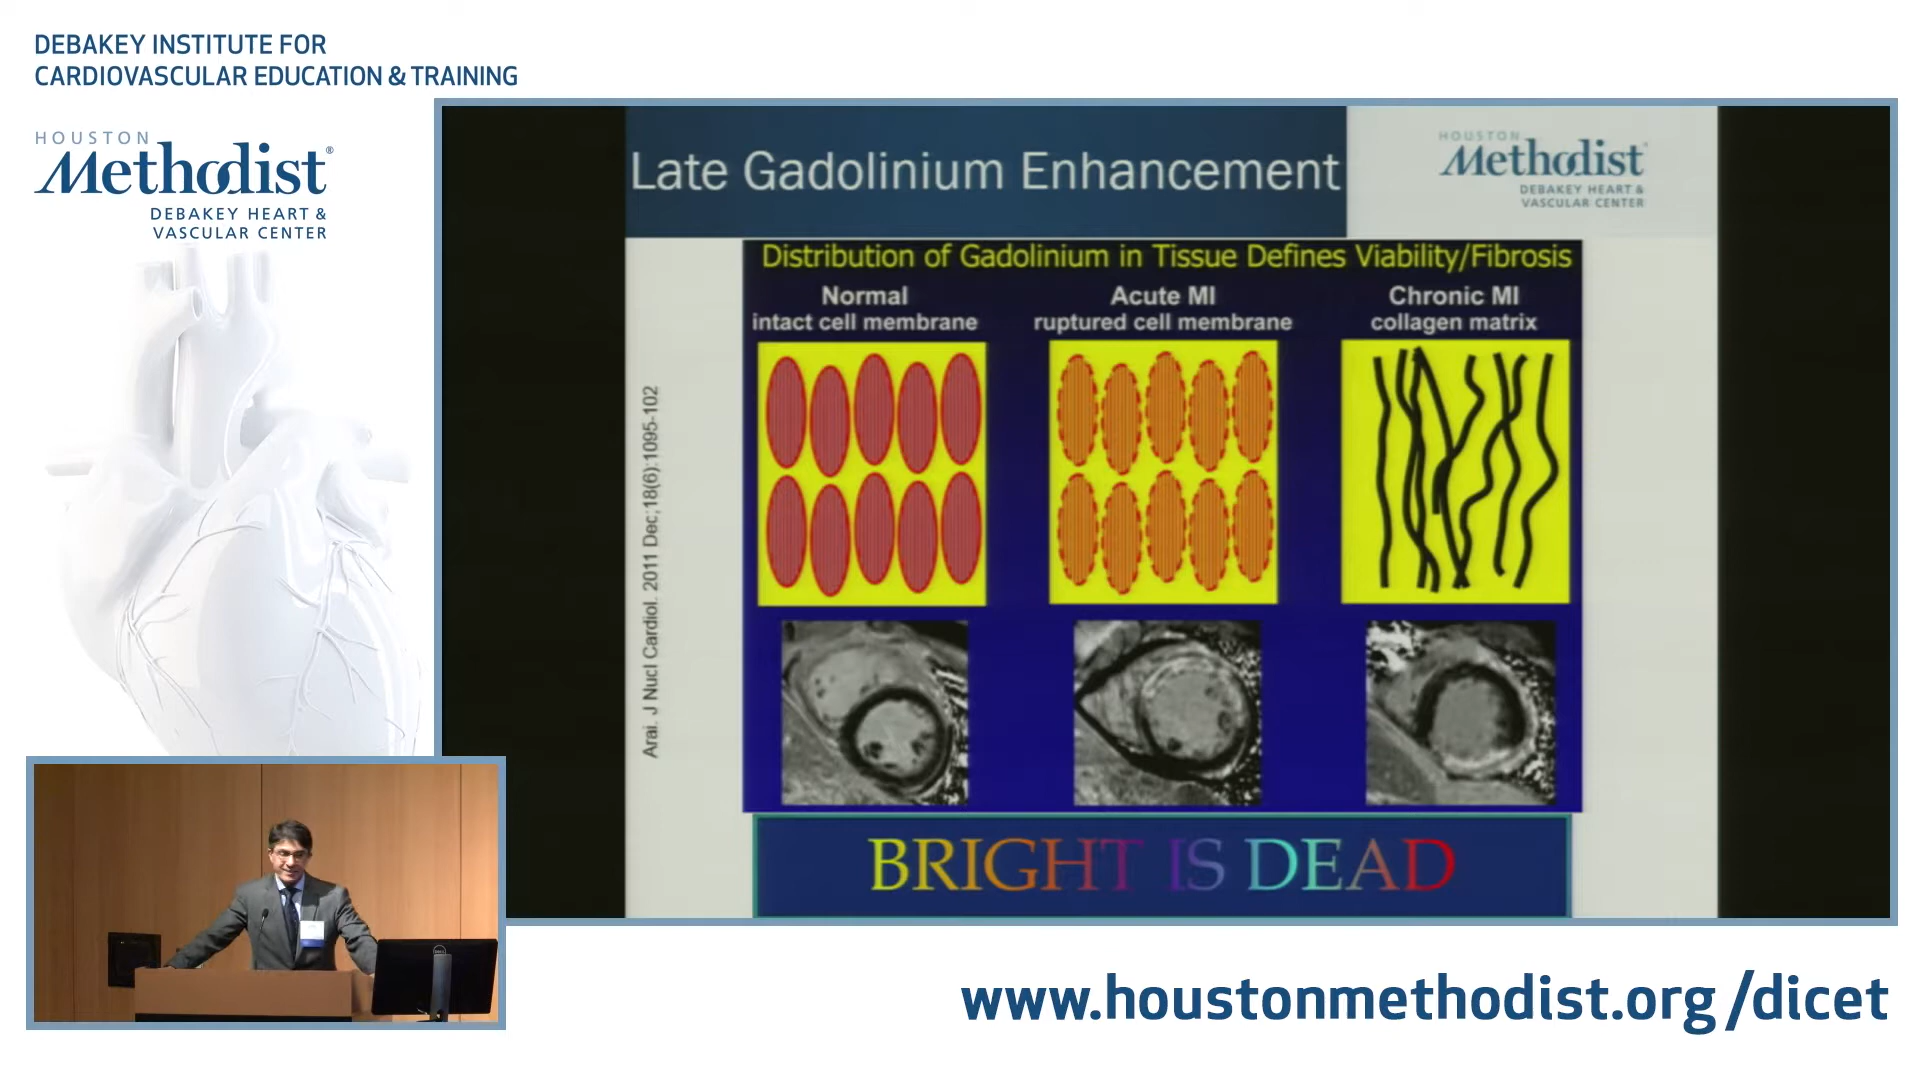 DEBAKEY INSTITUTE FOR
CARDIOVASCULAR EDUCATION & TRAINING
HOUSTON
Methodist®
DEBAKEY HEART &
VASCULAR CENTER
Late Gadolinium Enhancement
HOUSTON
Methodist
DEBAKEY HEART &
VASCULAR CENTER
Distribution of Gadolinium in Tissue Defines Viability/Fibrosis
Normal
intact cell membrane
Acute MI
ruptured cell membrane
Chronic MI
collagen matrix
Arai. J Nucl Cardiol. 2011 Dec;18(6):1095-102
BRIGHT IS DEAD
www.houstonmethodist.org/dicet